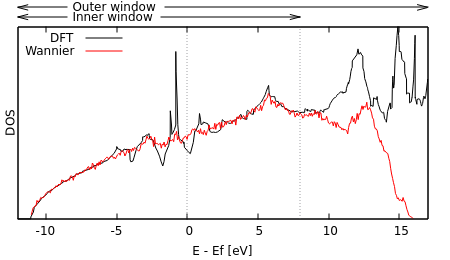 Outer window
Inner window
DFT
Wannier
DOS
-10 -5 0 5 10 15
E - Ef [eV]